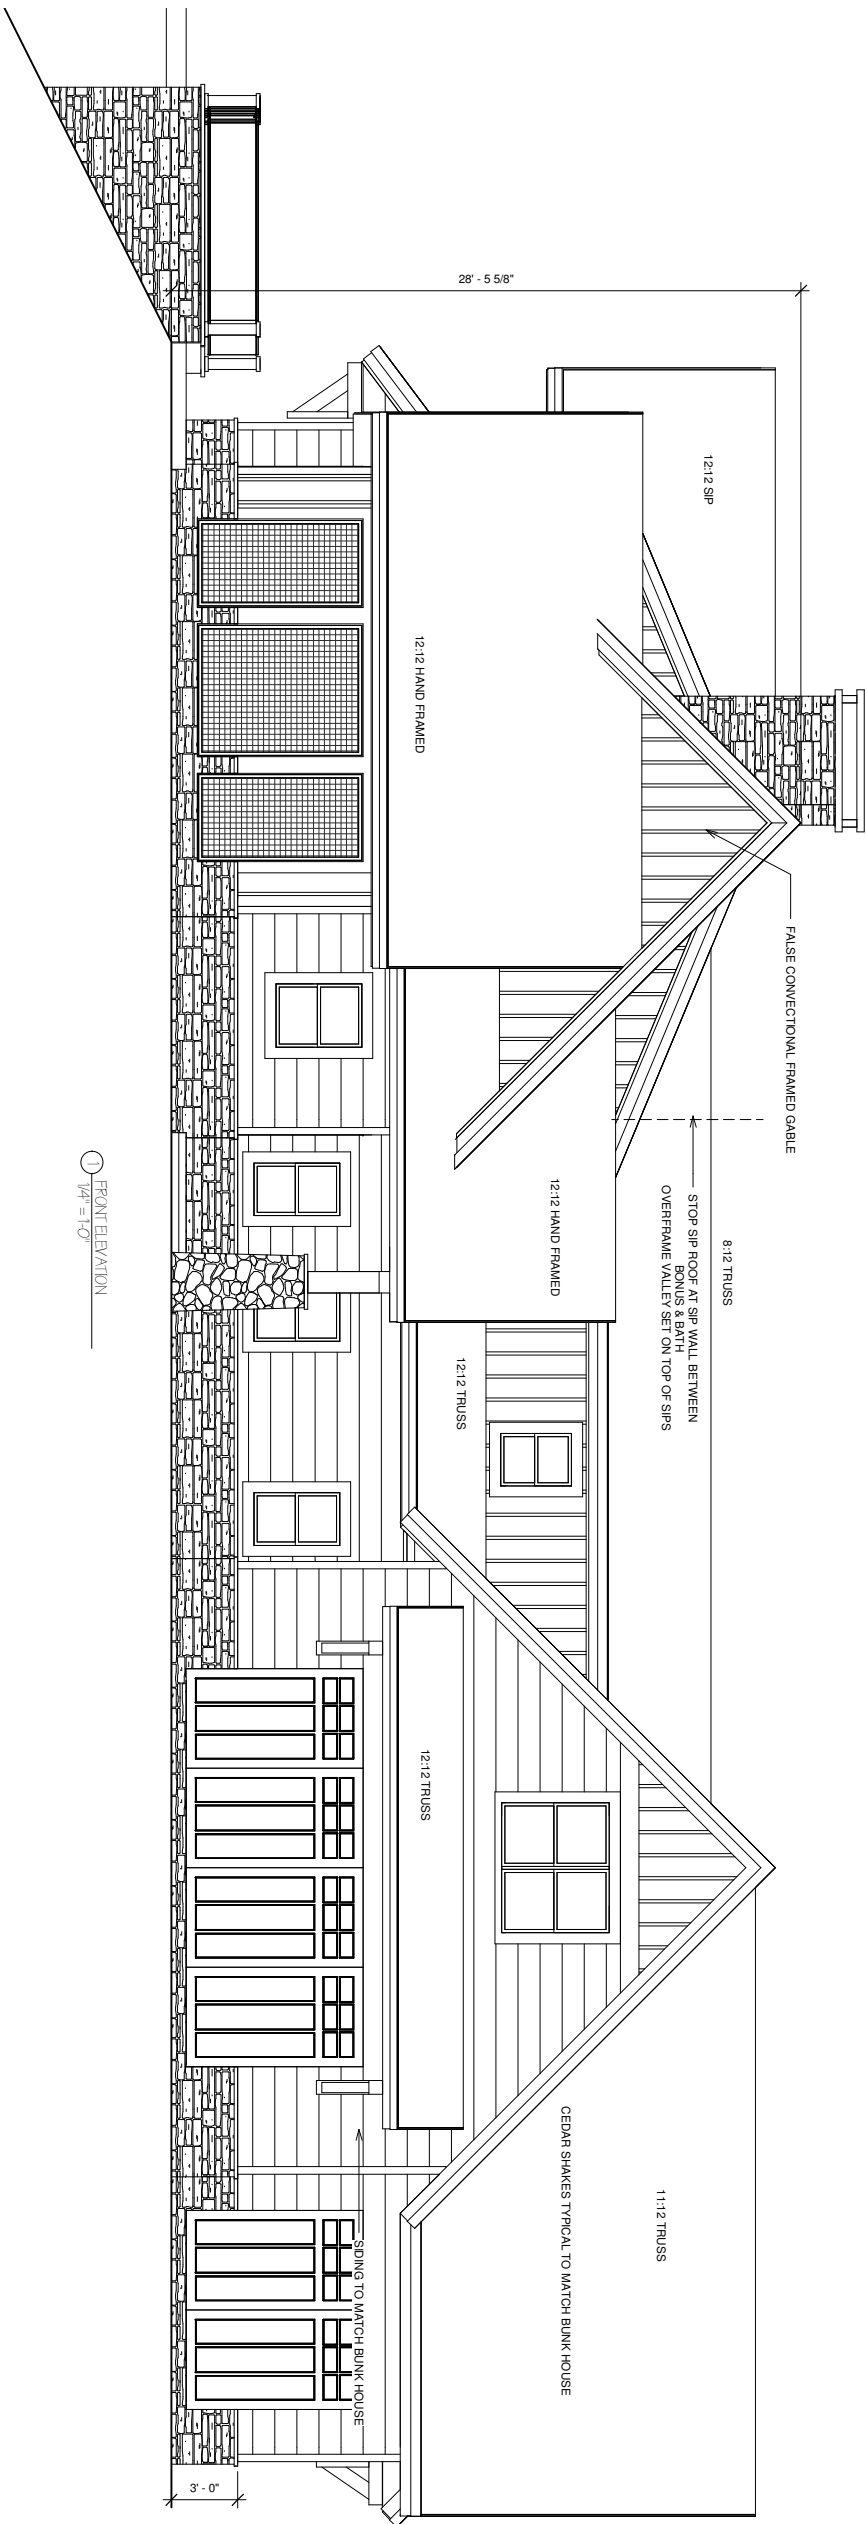 28' - 5 5/8"
12:12 SIP
12:12 HAND FRAMED
FALSE CONVECTIONAL FRAMED GABLE
STOP SIP ROOF AT SIP WALL BETWEEN
BONUS & BATH
OVERFRAME VALLEY SET ON TOP OF SIPS
8:12 TRUSS
12:12 HAND FRAMED
12:12 TRUSS
12:12 TRUSS
11:12 TRUSS
CEDAR SHAKES TYPICAL TO MATCH BUNK HOUSE
SIDING TO MATCH BUNK HOUSE
3' - 0"
1
FRONT ELEVATION
1/4" = 1'-0"